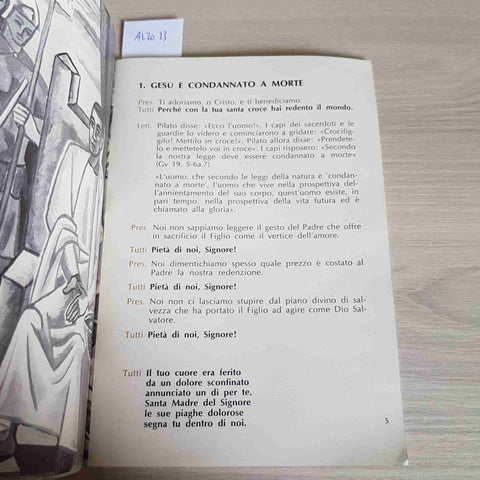 ALZO 13
1. GESÙ È CONDANNATO A MORTE
Pres. Ti adoriamo, o Cristo, e ti benediciamo.
Tutti Perché con la tua santa croce hai redento il mondo.
Lett. Pilato disse: «Ecco l'uomo!». I capi dei sacerdoti e le
guardie lo videro e cominciarono a gridare: «Crocifig-
gilo! Mettilo in croce!». Pilato allora disse: «Prendete-
lo e mettetelo voi in croce». I capi risposero: «Secondo
la nostra legge deve essere condannato a morte»
(Gv 19, 5-6a.7).
«L'uomo, che secondo le leggi della natura è 'condan-
nato a morte', l'uomo che vive nella prospettiva del-
l'annientamento del suo corpo, quest'uomo esiste, in
pari tempo, nella prospettiva della vita futura ed è
chiamato alla gloria».
Pres. Noi non sappiamo leggere il gesto del Padre che offre
in sacrificio il Figlio come il vertice dell'amore.
Tutti Pietà di noi, Signore!
Pres. Noi dimentichiamo spesso quale prezzo è costato al
Padre la nostra redenzione.
Tutti Pietà di noi, Signore!
Pres. Noi non ci lasciamo stupire dal piano divino di sal-
vezza che ha portato il Figlio ad agire come Dio Sal-
vatore.
Tutti Pietà di noi, Signore!
Tutti Il tuo cuore era ferito
da un dolore sconfinato
annunciato un dì per te.
Santa Madre del Signore
le sue piaghe dolorose
segna tu dentro di noi.
5